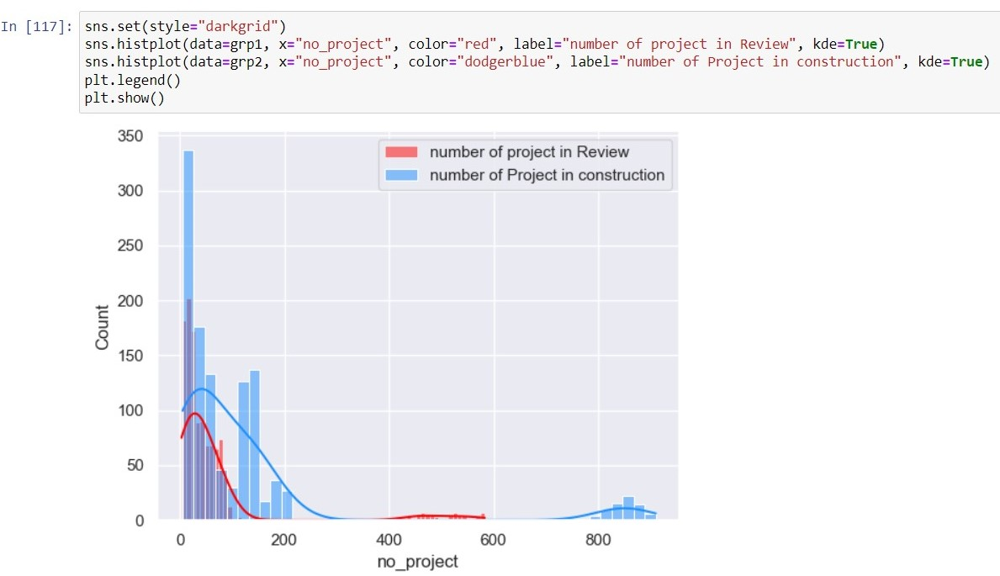 In [117]:
sns.set(style="darkgrid")
sns.histplot(data=grp1, x="no_project", color="red", label="number of project in Review", kde=True)
sns.histplot(data=grp2, x="no_project", color="dodgerblue", label="number of Project in construction", kde=True)
plt.legend()
plt.show()
number of project in Review
number of Project in construction
350
300
250
200
150
100
50
0
Count
0 200 400 600 800
no_project